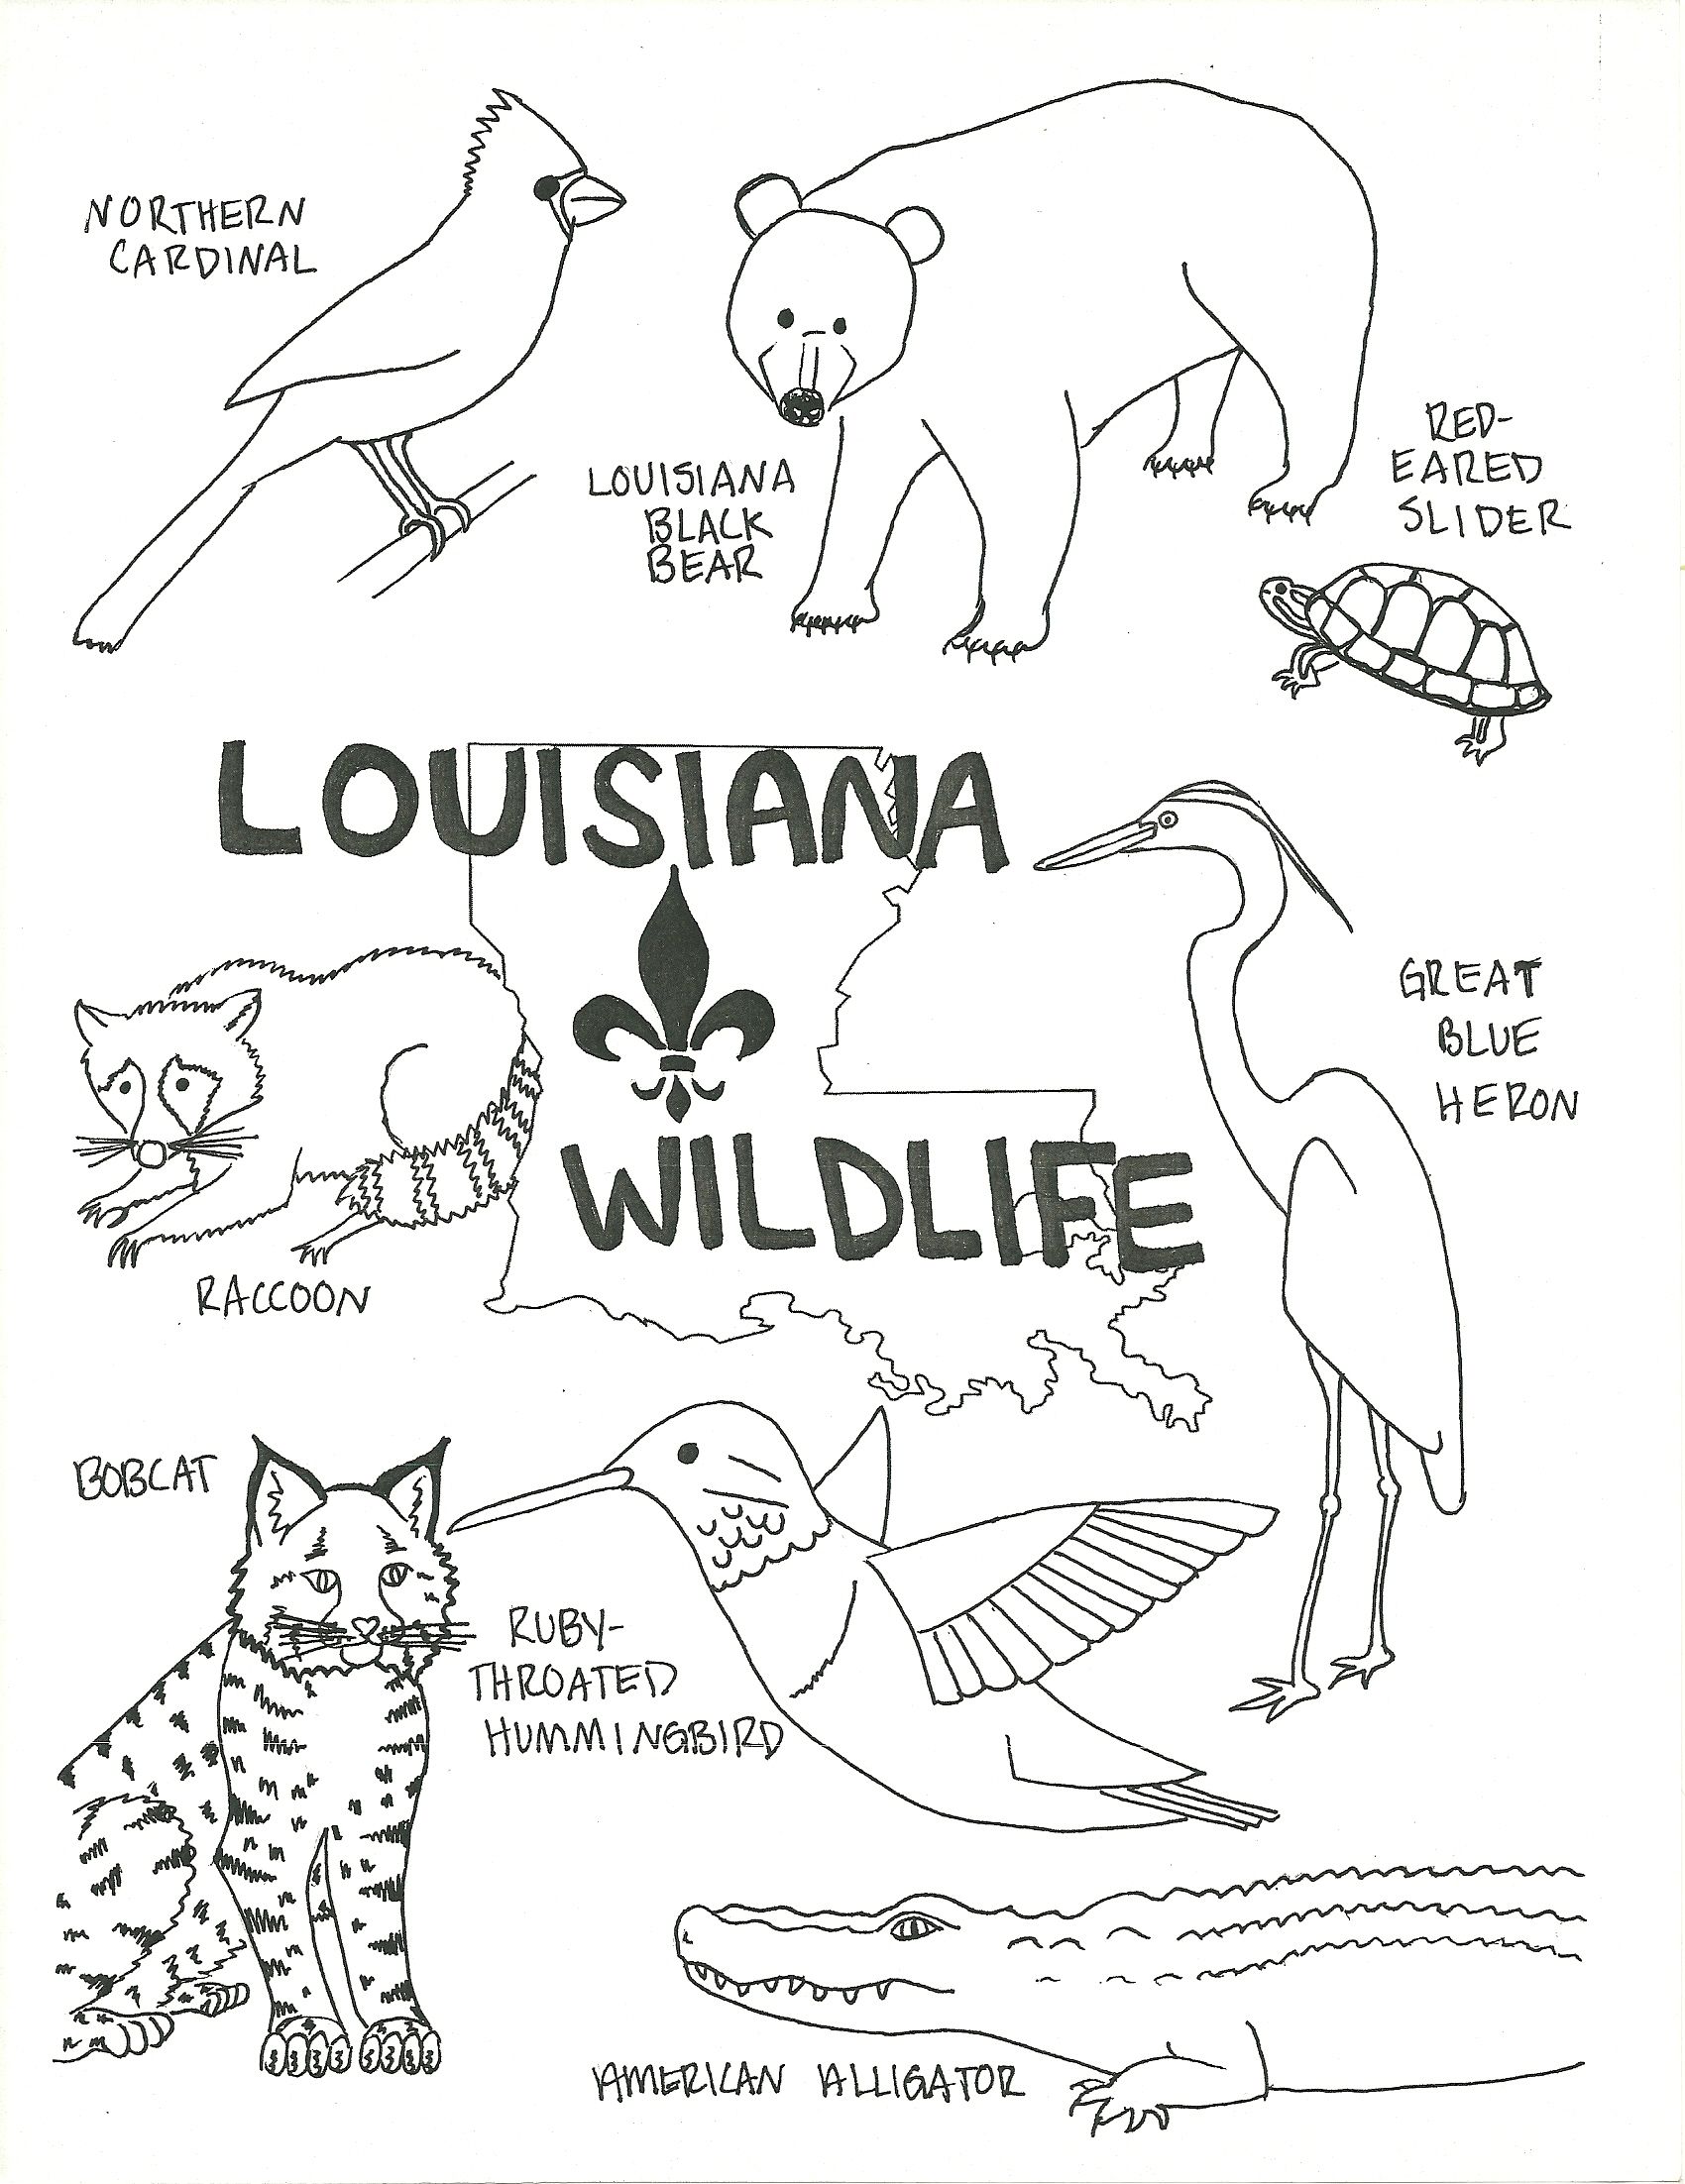 NORTHERN
CARDINAL
LOUISIANA
BLACK
BEAR
RED-
EARED
SLIDER
LOUISIANA
WILDLIFE
GREAT
BLUE
HERON
RACCOON
BOBCAT
RUBY-
THROATED
HUMMINGBIRD
AMERICAN ALLIGATOR